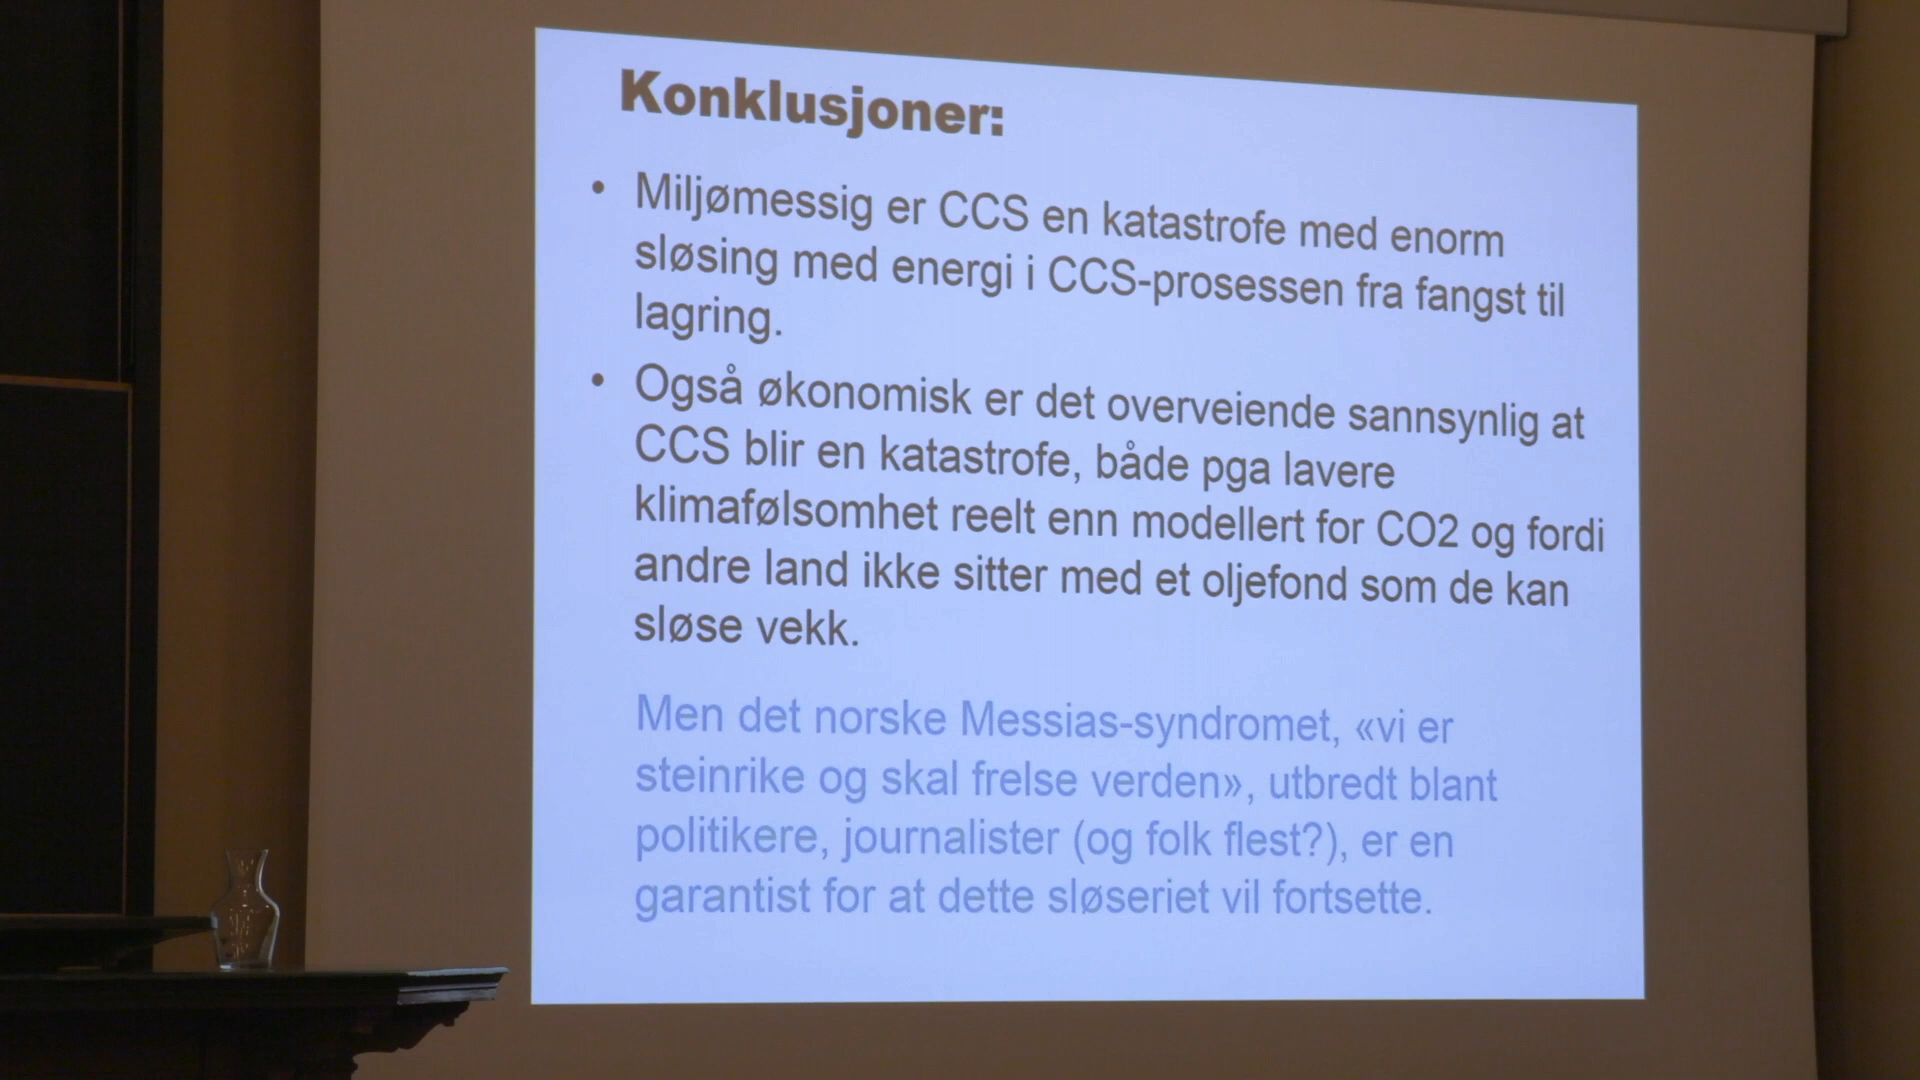 Konklusjoner:
• Miljømessig er CCS en katastrofe med enorm
sløsing med energi i CCS-prosessen fra fangst til
lagring.
• Også økonomisk er det overveiende sannsynlig at
CCS blir en katastrofe, både pga lavere
klimafølsomhet reelt enn modellert for CO2 og fordi
andre land ikke sitter med et oljefond som de kan
sløse vekk.
Men det norske Messias-syndromet, «vi er
steinrike og skal frelse verden», utbredt blant
politikere, journalister (og folk flest?), er en
garantist for at dette sløseriet vil fortsette.